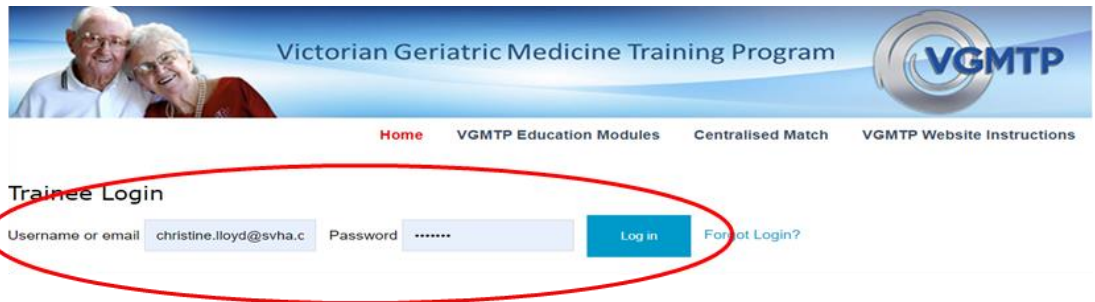 Victorian Geriatric Medicine Training Program
VGMTP
Home VGMTP Education Modules Centralised Match VGMTP Website Instructions
Trainee Login
Username or email christine.lloyd@svha.c Password ••••••• Log in Forgot Login?